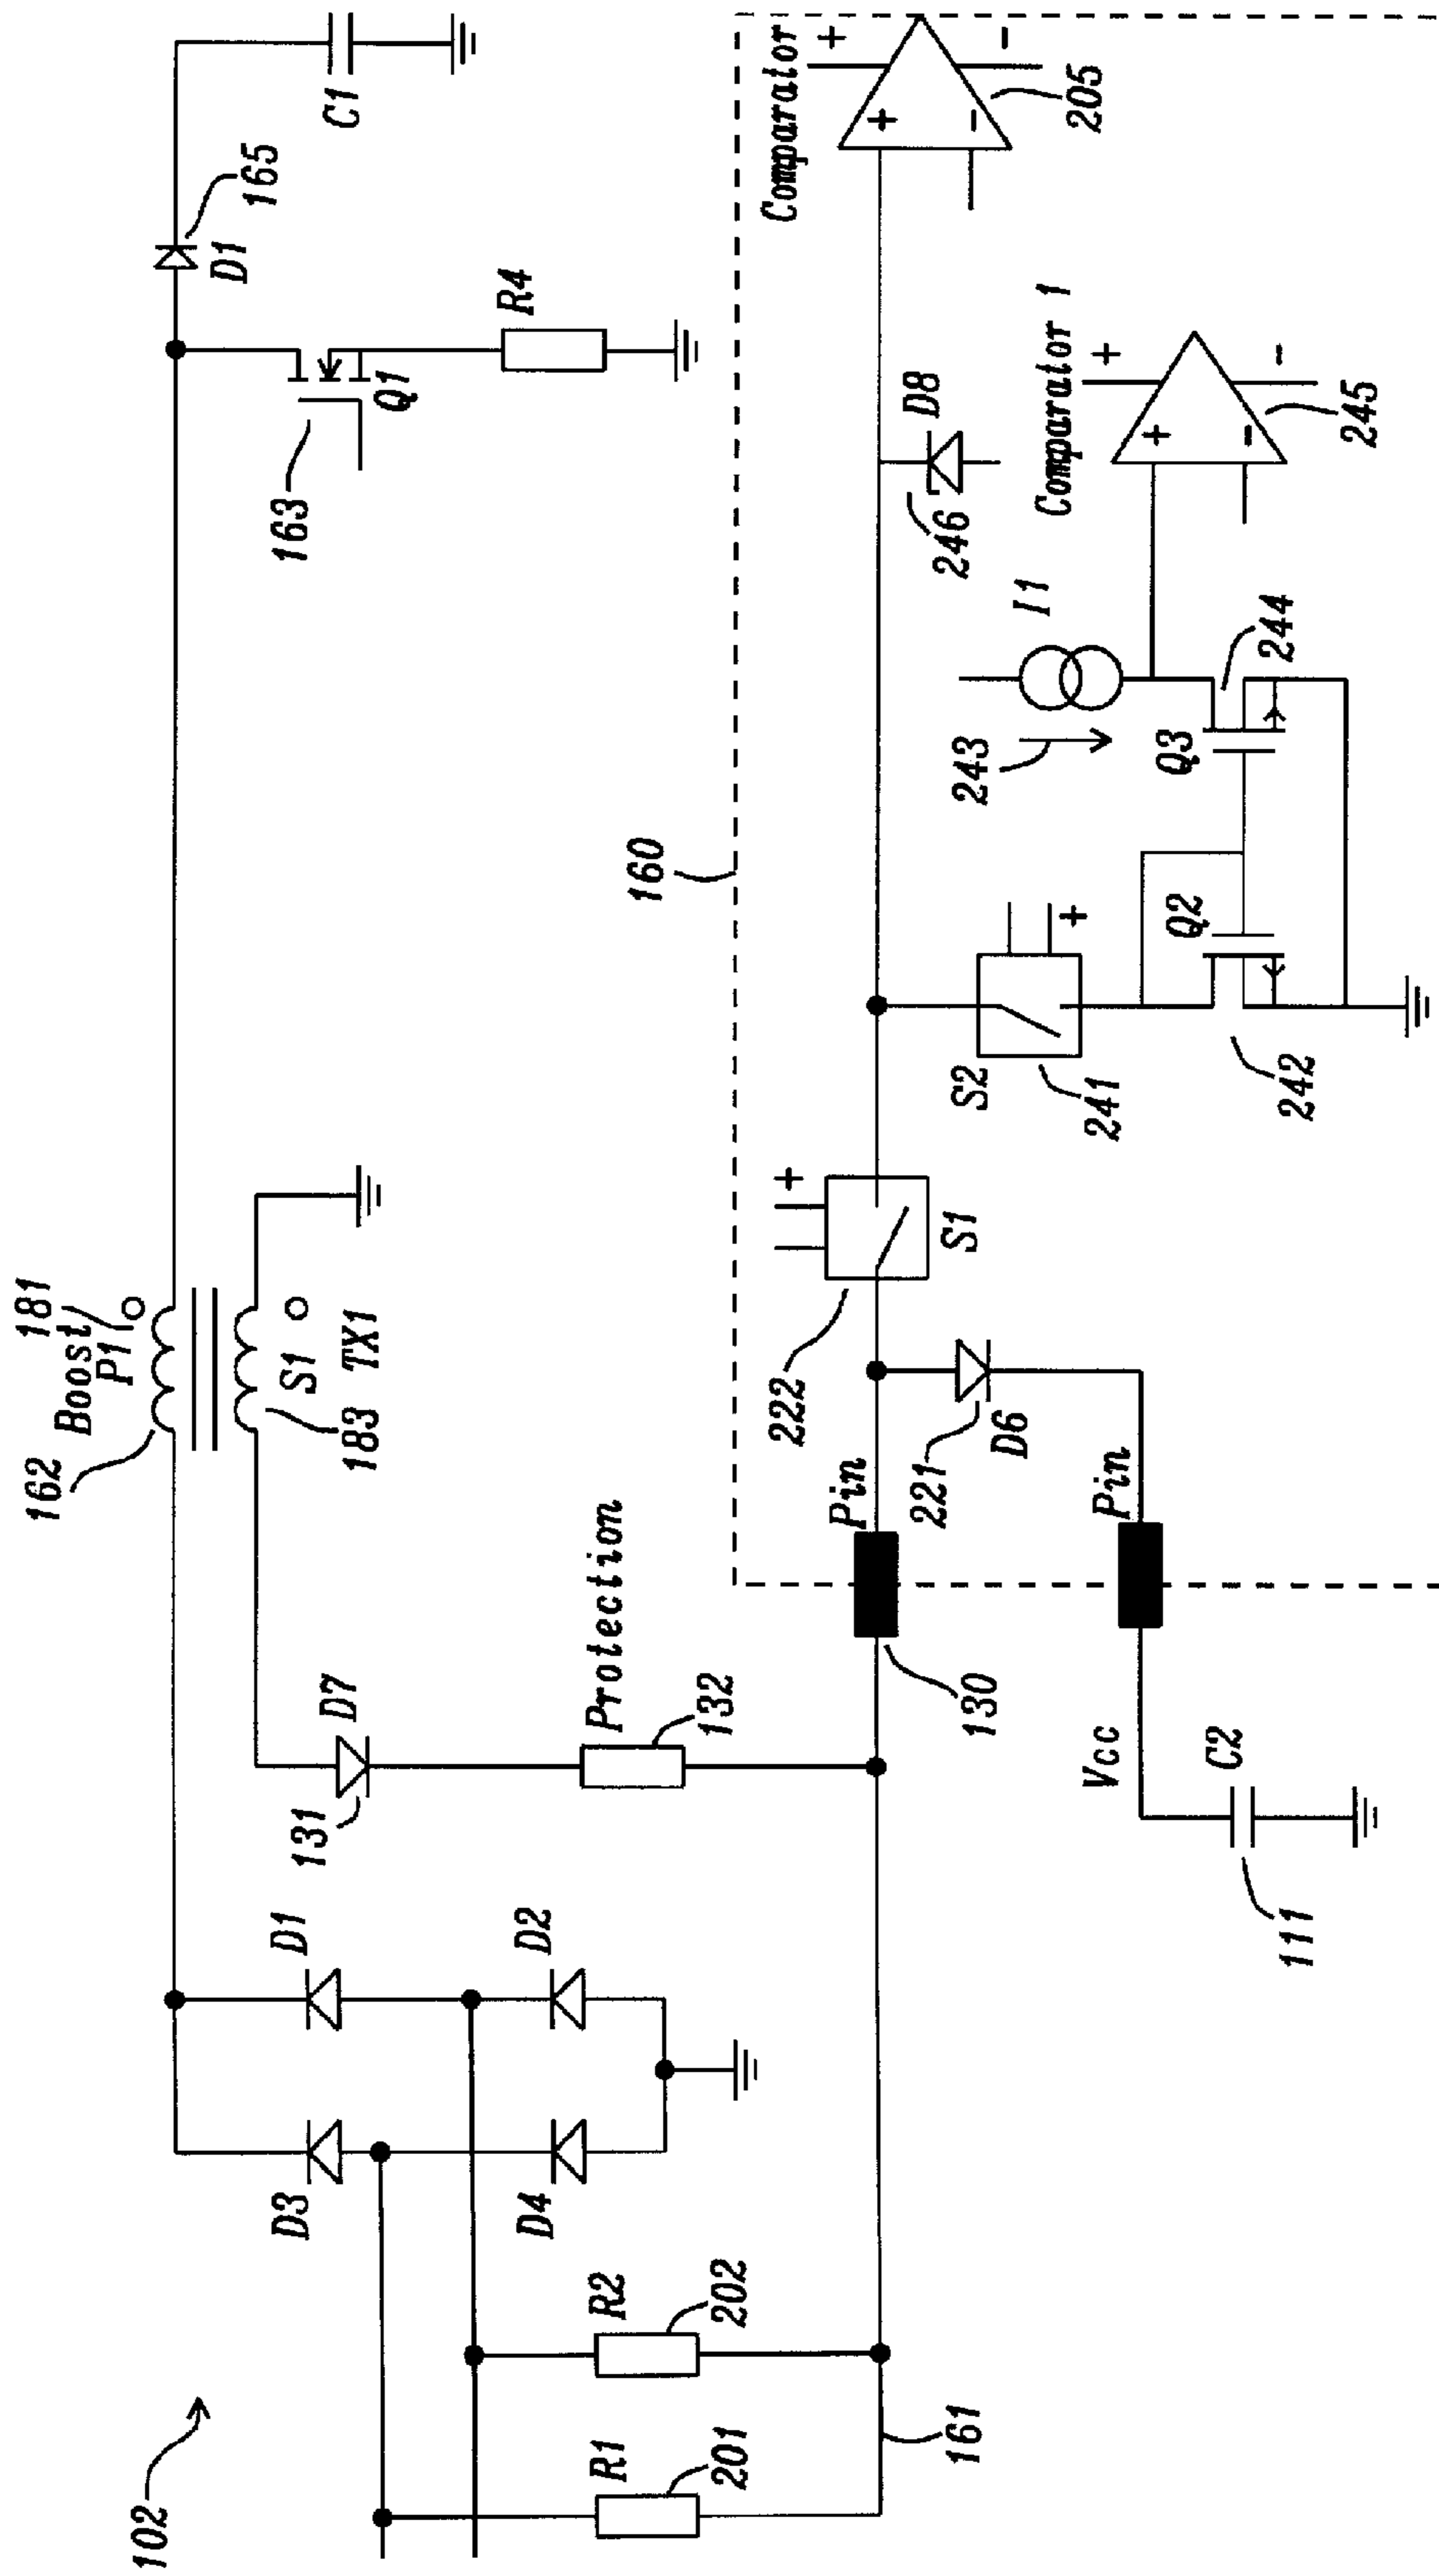 102
R1
201
R2
202
161
D3
D4
D1
D2
131
D7
Protection
132
130
Pin
Vcc
C2
111
Pin
162
Boost
P1
181
S1
183
TX1
221
D6
222
S1
+
160
S2
241
+
Q2
242
243
I1
Q3
244
Comparator 1
+
-
+
-
245
246
D8
Comparator
+
-
+
-
205
163
Q1
R4
D1
165
C1